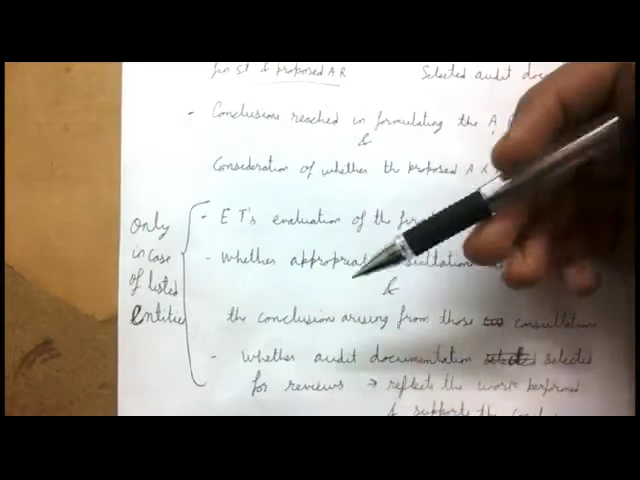 fin st & proposed A R Selected audit doc
- Conclusions reached in formulating the A
&
Consideration of whether the proposed A R
only in case of listed entities
- E T's evaluation of the
- Whether
&
the conclusion arising from those consultation
- Whether audit documentation selected
for reviews → reflects the work performed
& supports the